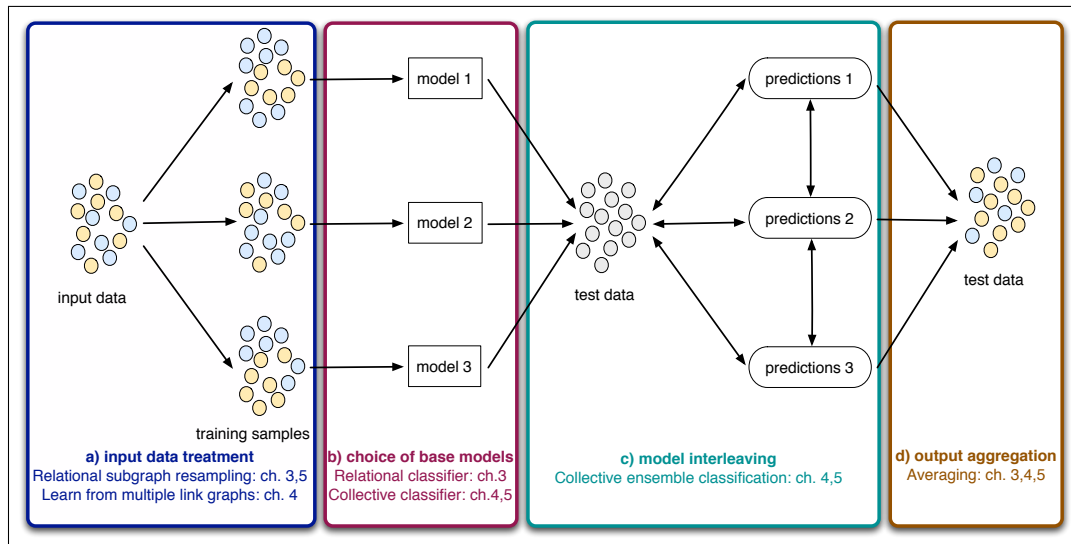 input data
training samples
a) input data treatment
Relational subgraph resampling: ch. 3,5
Learn from multiple link graphs: ch. 4
model 1
model 2
model 3
b) choice of base models
Relational classifier: ch.3
Collective classifier: ch.4,5
test data
predictions 1
predictions 2
predictions 3
c) model interleaving
Collective ensemble classification: ch. 4,5
test data
d) output aggregation
Averaging: ch. 3,4,5